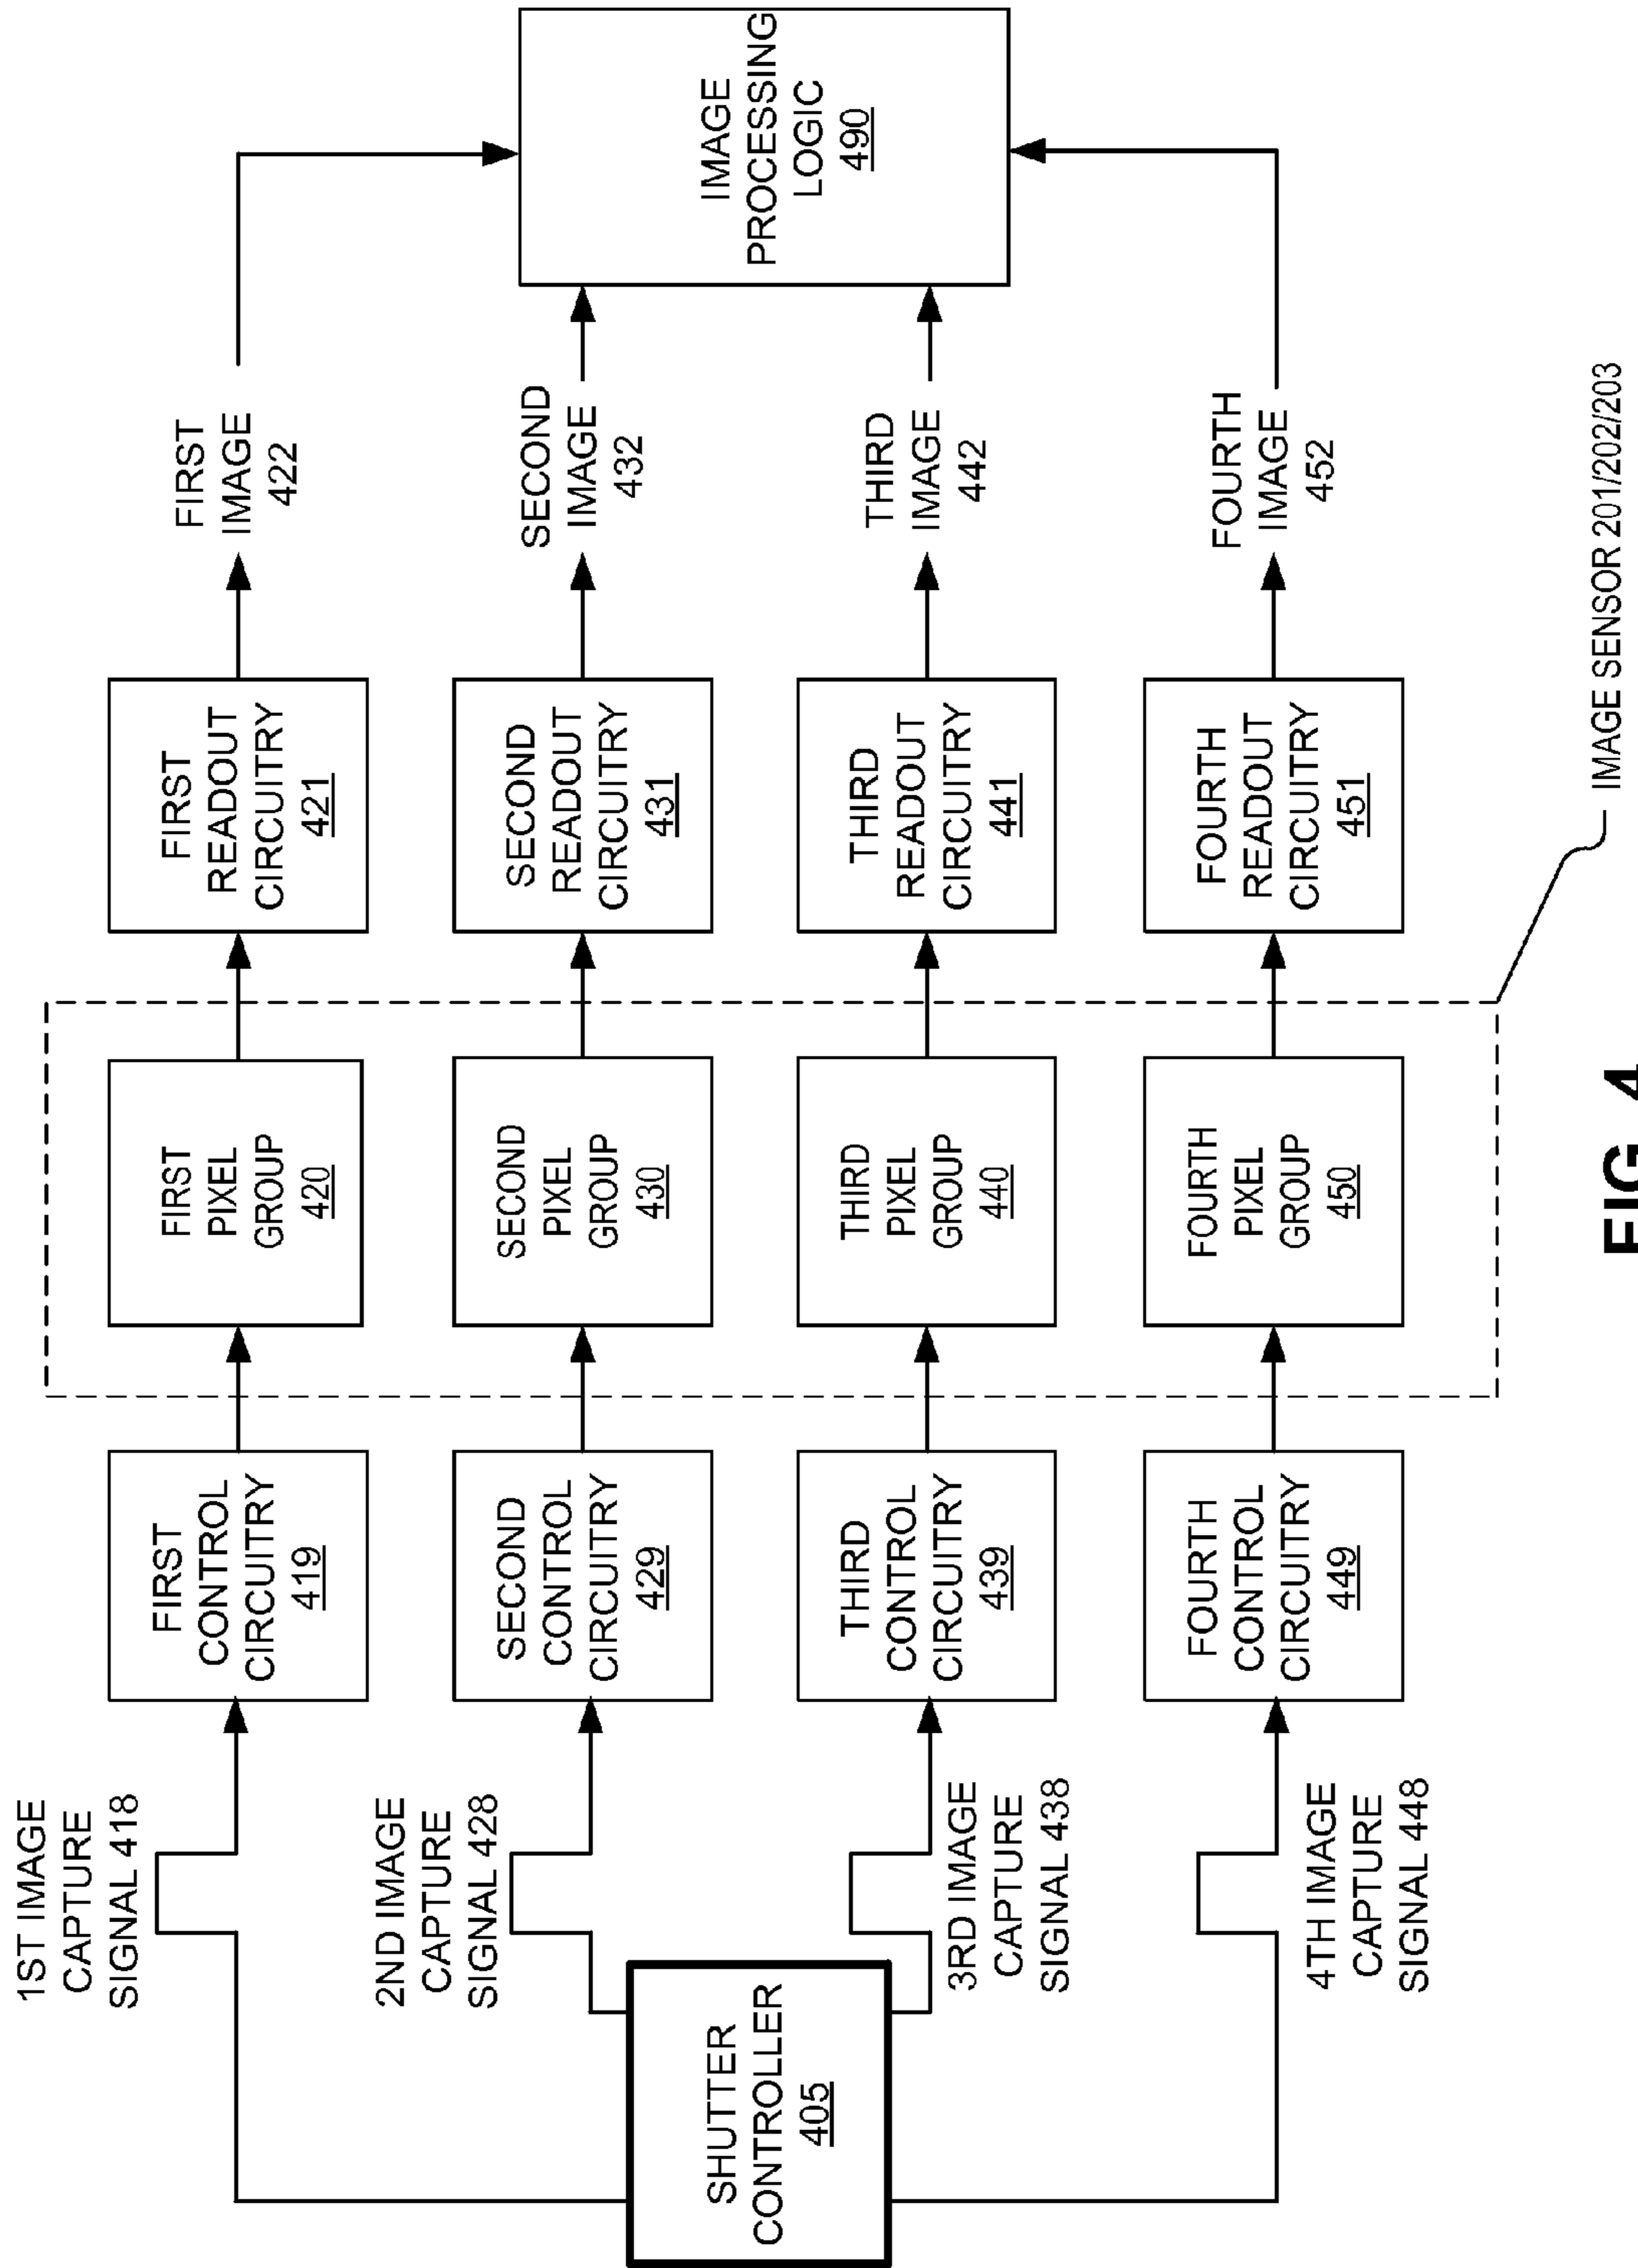 1ST IMAGE
CAPTURE
SIGNAL 418
2ND IMAGE
CAPTURE
SIGNAL 428
3RD IMAGE
CAPTURE
SIGNAL 438
4TH IMAGE
CAPTURE
SIGNAL 448
SHUTTER
CONTROLLER
405
FIRST
CONTROL
CIRCUITRY
419
SECOND
CONTROL
CIRCUITRY
429
THIRD
CONTROL
CIRCUITRY
439
FOURTH
CONTROL
CIRCUITRY
449
FIRST
PIXEL
GROUP
420
SECOND
PIXEL
GROUP
430
THIRD
PIXEL
GROUP
440
FOURTH
PIXEL
GROUP
450
FIRST
READOUT
CIRCUITRY
421
SECOND
READOUT
CIRCUITRY
431
THIRD
READOUT
CIRCUITRY
441
FOURTH
READOUT
CIRCUITRY
451
FIRST
IMAGE
422
SECOND
IMAGE
432
THIRD
IMAGE
442
FOURTH
IMAGE
452
IMAGE
PROCESSING
LOGIC
490
IMAGE SENSOR 201/202/203
FIG. 4